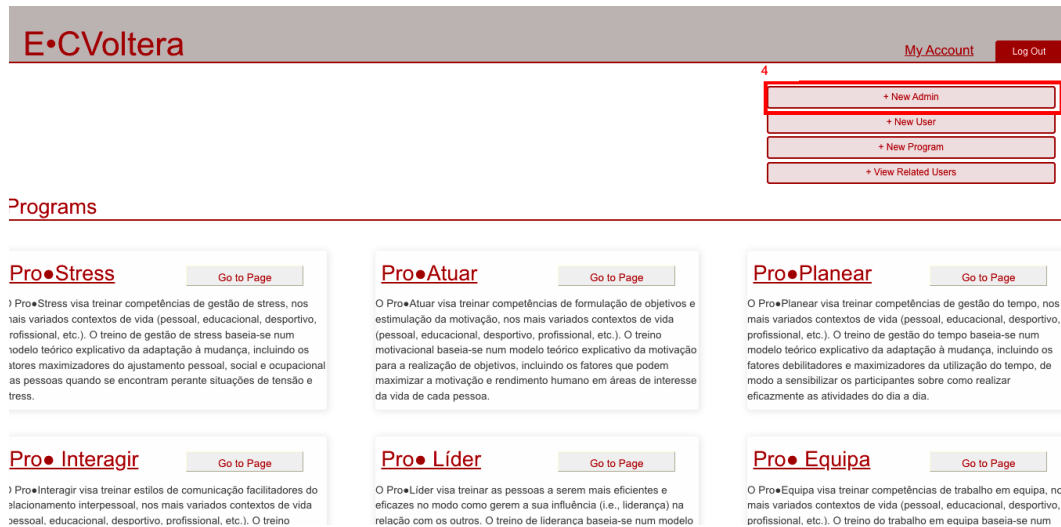 E•CVoltera
My Account
Log Out
4
+ New Admin
+ New User
+ New Program
+ View Related Users
Programs
Pro●Stress
Go to Page
O Pro●Stress visa treinar competências de gestão de stress, nos
mais variados contextos de vida (pessoal, educacional, desportivo,
profissional, etc.). O treino de gestão de stress baseia-se num
modelo teórico explicativo da adaptação à mudança, incluindo os
fatores maximizadores do ajustamento pessoal, social e ocupacional
das pessoas quando se encontram perante situações de tensão e
stress.
Pro●Atuar
Go to Page
O Pro●Atuar visa treinar competências de formulação de objetivos e
estimulação da motivação, nos mais variados contextos de vida
(pessoal, educacional, desportivo, profissional, etc.). O treino
motivacional baseia-se num modelo teórico explicativo da motivação
para a realização de objetivos, incluindo os fatores que podem
maximizar a motivação e rendimento humano em áreas de interesse
da vida de cada pessoa.
Pro●Planear
Go to Page
O Pro●Planear visa treinar competências de gestão do tempo, nos
mais variados contextos de vida (pessoal, educacional, desportivo,
profissional, etc.). O treino de gestão do tempo baseia-se num
modelo teórico explicativo da adaptação à mudança, incluindo os
fatores debilitadores e maximizadores da utilização do tempo, de
modo a sensibilizar os participantes sobre como realizar
eficazmente as atividades do dia a dia.
Pro● Interagir
Go to Page
O Pro●Interagir visa treinar estilos de comunicação facilitadores do
relacionamento interpessoal, nos mais variados contextos de vida
(pessoal, educacional, desportivo, profissional, etc.). O treino
Pro● Líder
Go to Page
O Pro●Líder visa treinar as pessoas a serem mais eficientes e
eficazes no modo como gerem a sua influência (i.e., liderança) na
relação com os outros. O treino de liderança baseia-se num modelo
Pro● Equipa
Go to Page
O Pro●Equipa visa treinar competências de trabalho em equipa, no
mais variados contextos de vida (pessoal, educacional, desportivo,
profissional, etc.). O treino do trabalho em equipa baseia-se num